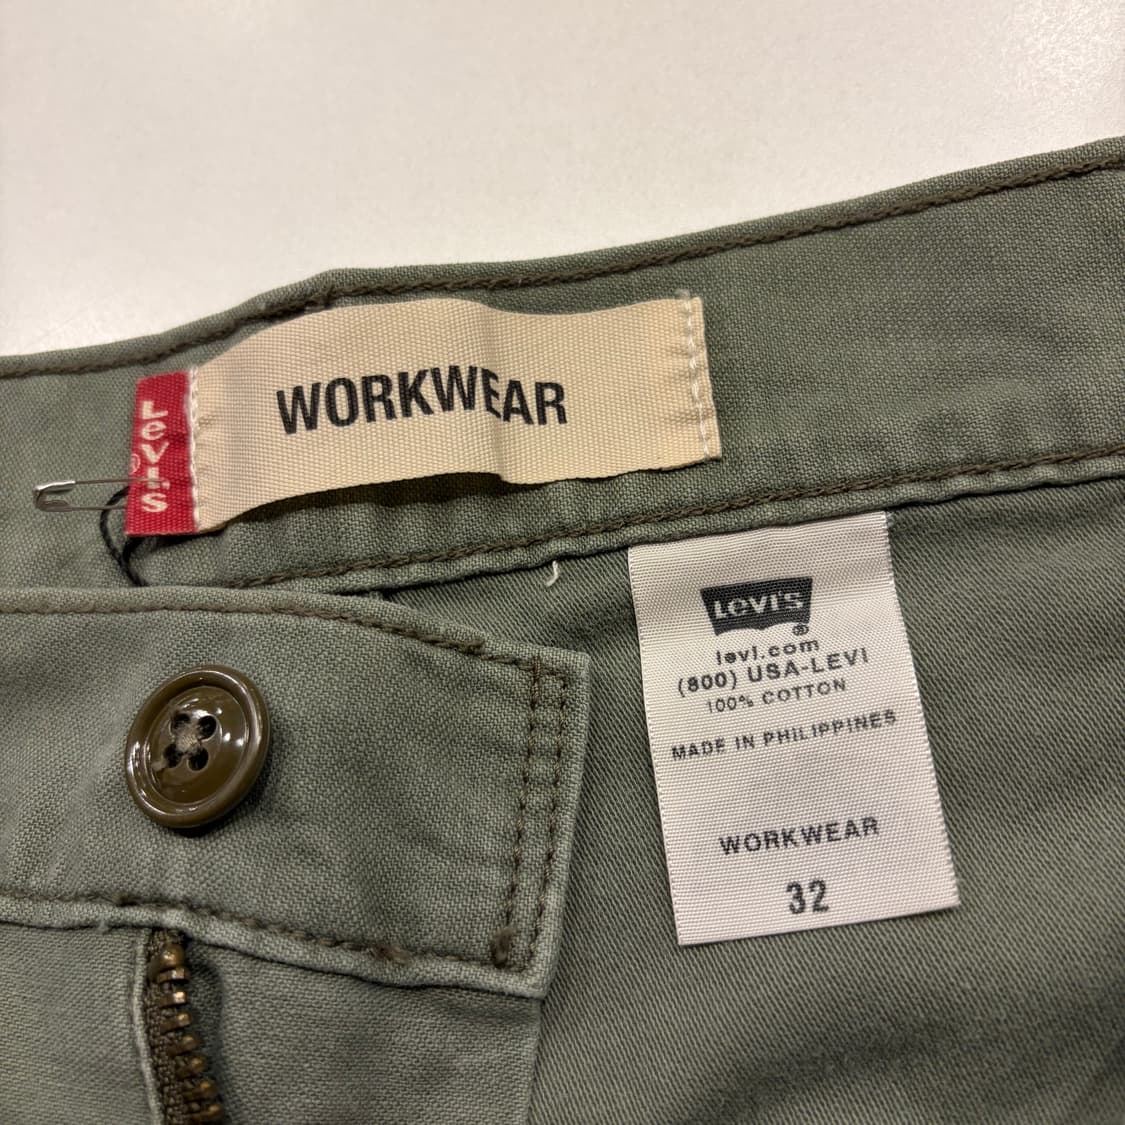 WORKWEAR
Levi's
®
LEVI'S
®
levi.com
(800) USA-LEVI
100% COTTON
MADE IN PHILIPPINES
WORKWEAR
32